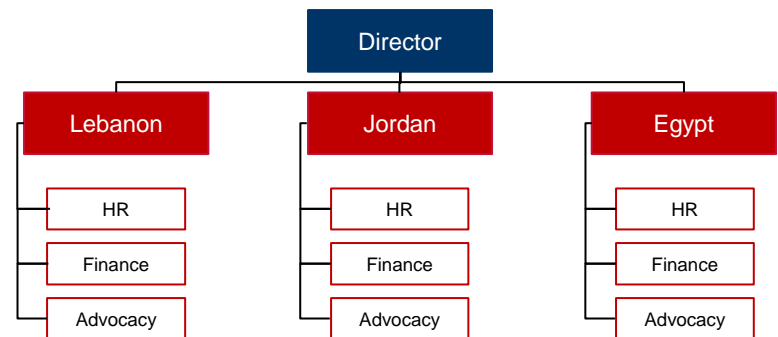 Director
Lebanon
Jordan
Egypt
HR
HR
HR
Finance
Finance
Finance
Advocacy
Advocacy
Advocacy